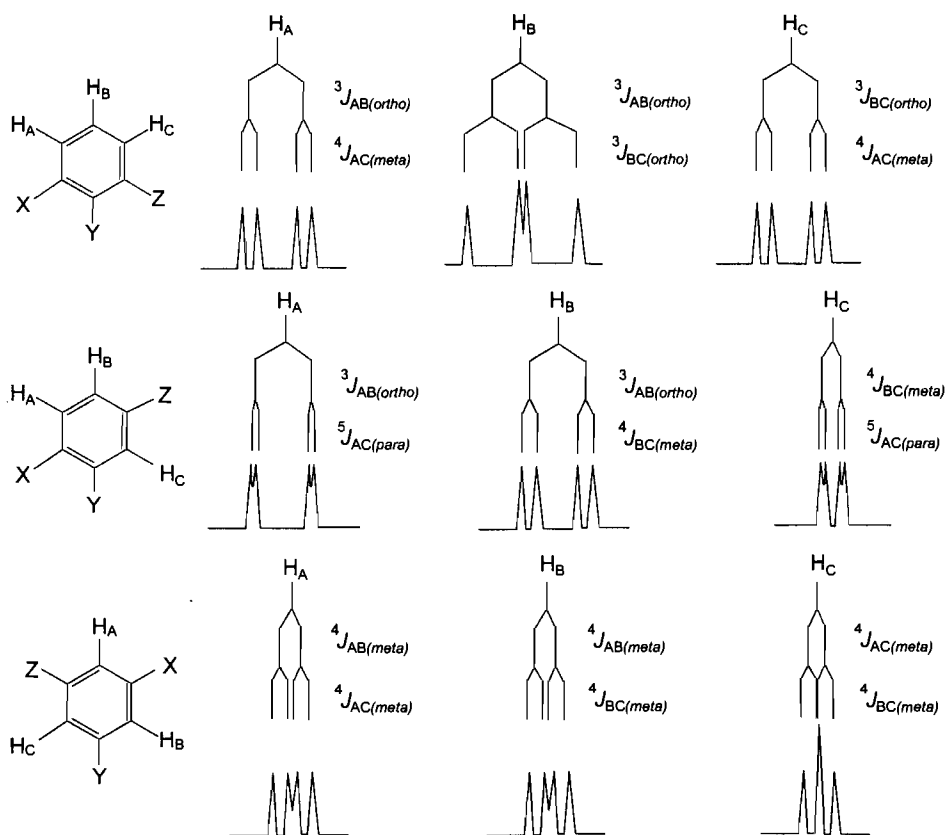 H_A
H_B
H_C
H_B
H_A
H_C
X
Z
Y
³J_AB(ortho)
⁴J_AC(meta)
³J_AB(ortho)
³J_BC(ortho)
³J_BC(ortho)
⁴J_AC(meta)
H_A
H_B
H_C
H_B
H_A
Z
X
H_C
Y
³J_AB(ortho)
⁵J_AC(para)
³J_AB(ortho)
⁴J_BC(meta)
⁴J_BC(meta)
⁵J_AC(para)
H_A
H_B
H_C
H_A
Z
X
H_C
H_B
Y
⁴J_AB(meta)
⁴J_AC(meta)
⁴J_AB(meta)
⁴J_BC(meta)
⁴J_AC(meta)
⁴J_BC(meta)